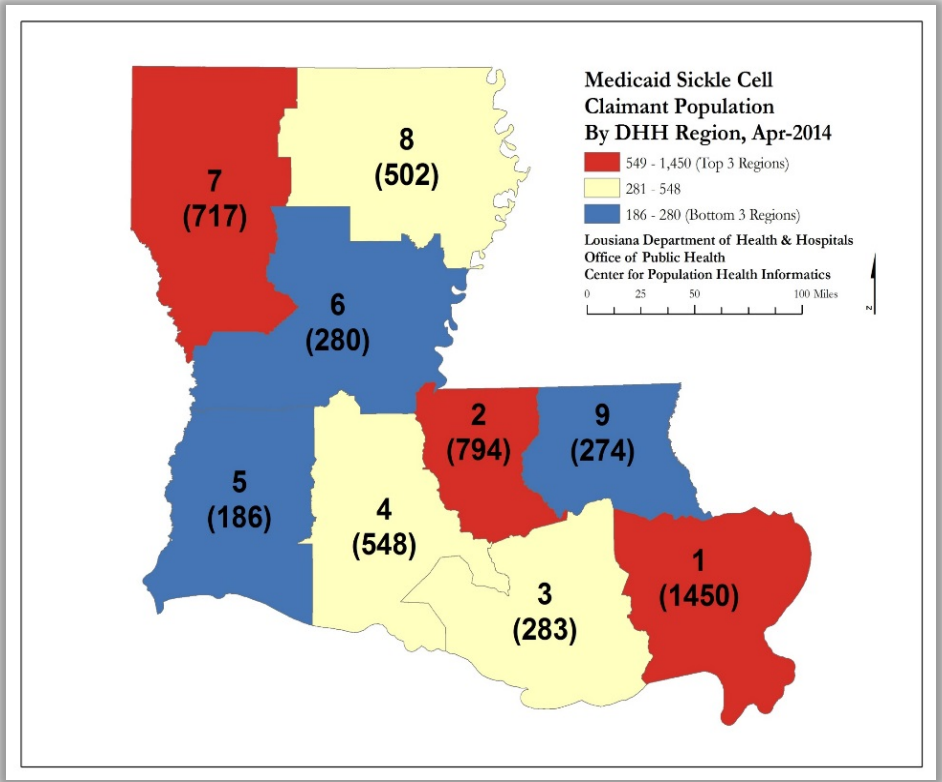 Medicaid Sickle Cell
Claimant Population
By DHH Region, Apr-2014
549 - 1,450 (Top 3 Regions)
281 - 548
186 - 280 (Bottom 3 Regions)
Lousiana Department of Health & Hospitals
Office of Public Health
Center for Population Health Informatics
0 25 50 100 Miles
N
8
(502)
7
(717)
6
(280)
2
(794)
9
(274)
5
(186)
4
(548)
1
(1450)
3
(283)